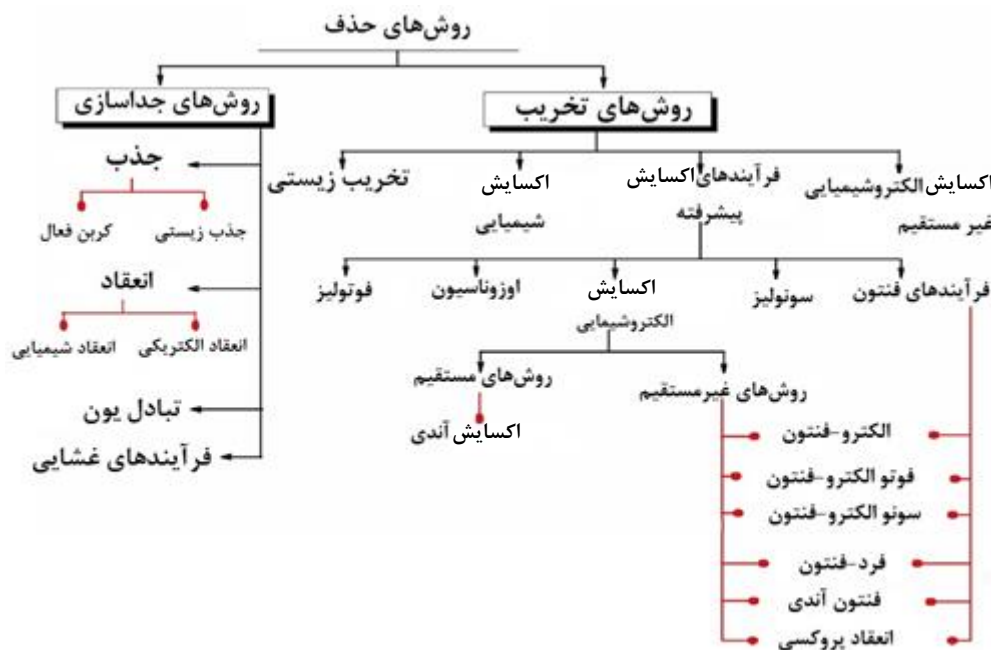 روش‌های حذف
روش‌های تخریب
روش‌های جداسازی
اکسایش الکتروشیمیایی
غیر مستقیم
فرآیندهای اکسایش
پیشرفته
اکسایش
شیمیایی
تخریب زیستی
جذب
جذب زیستی
کربن فعال
انعقاد
انعقاد الکتریکی
انعقاد شیمیایی
تبادل یون
فرآیندهای غشایی
فرآیندهای فنتون
سونولیز
اکسایش
الکتروشیمایی
اوزوناسیون
فوتولیز
روش‌های غیرمستقیم
روش‌های مستقیم
اکسایش آندی
الکترو-فنتون
فوتو الکترو-فنتون
سونو الکترو-فنتون
فرد-فنتون
فنتون آندی
انعقاد پروکسی